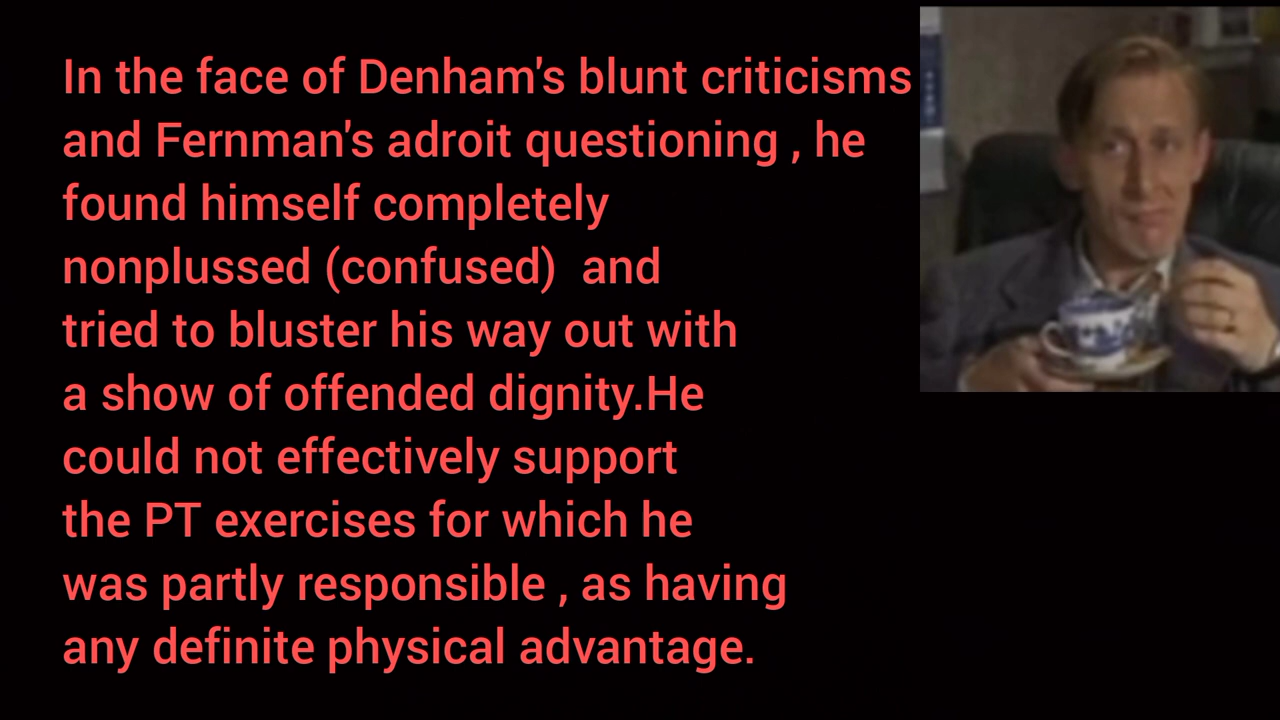 In the face of Denham's blunt criticisms
and Fernman's adroit questioning , he
found himself completely
nonplussed (confused)  and
tried to bluster his way out with
a show of offended dignity.He
could not effectively support
the PT exercises for which he
was partly responsible , as having
any definite physical advantage.